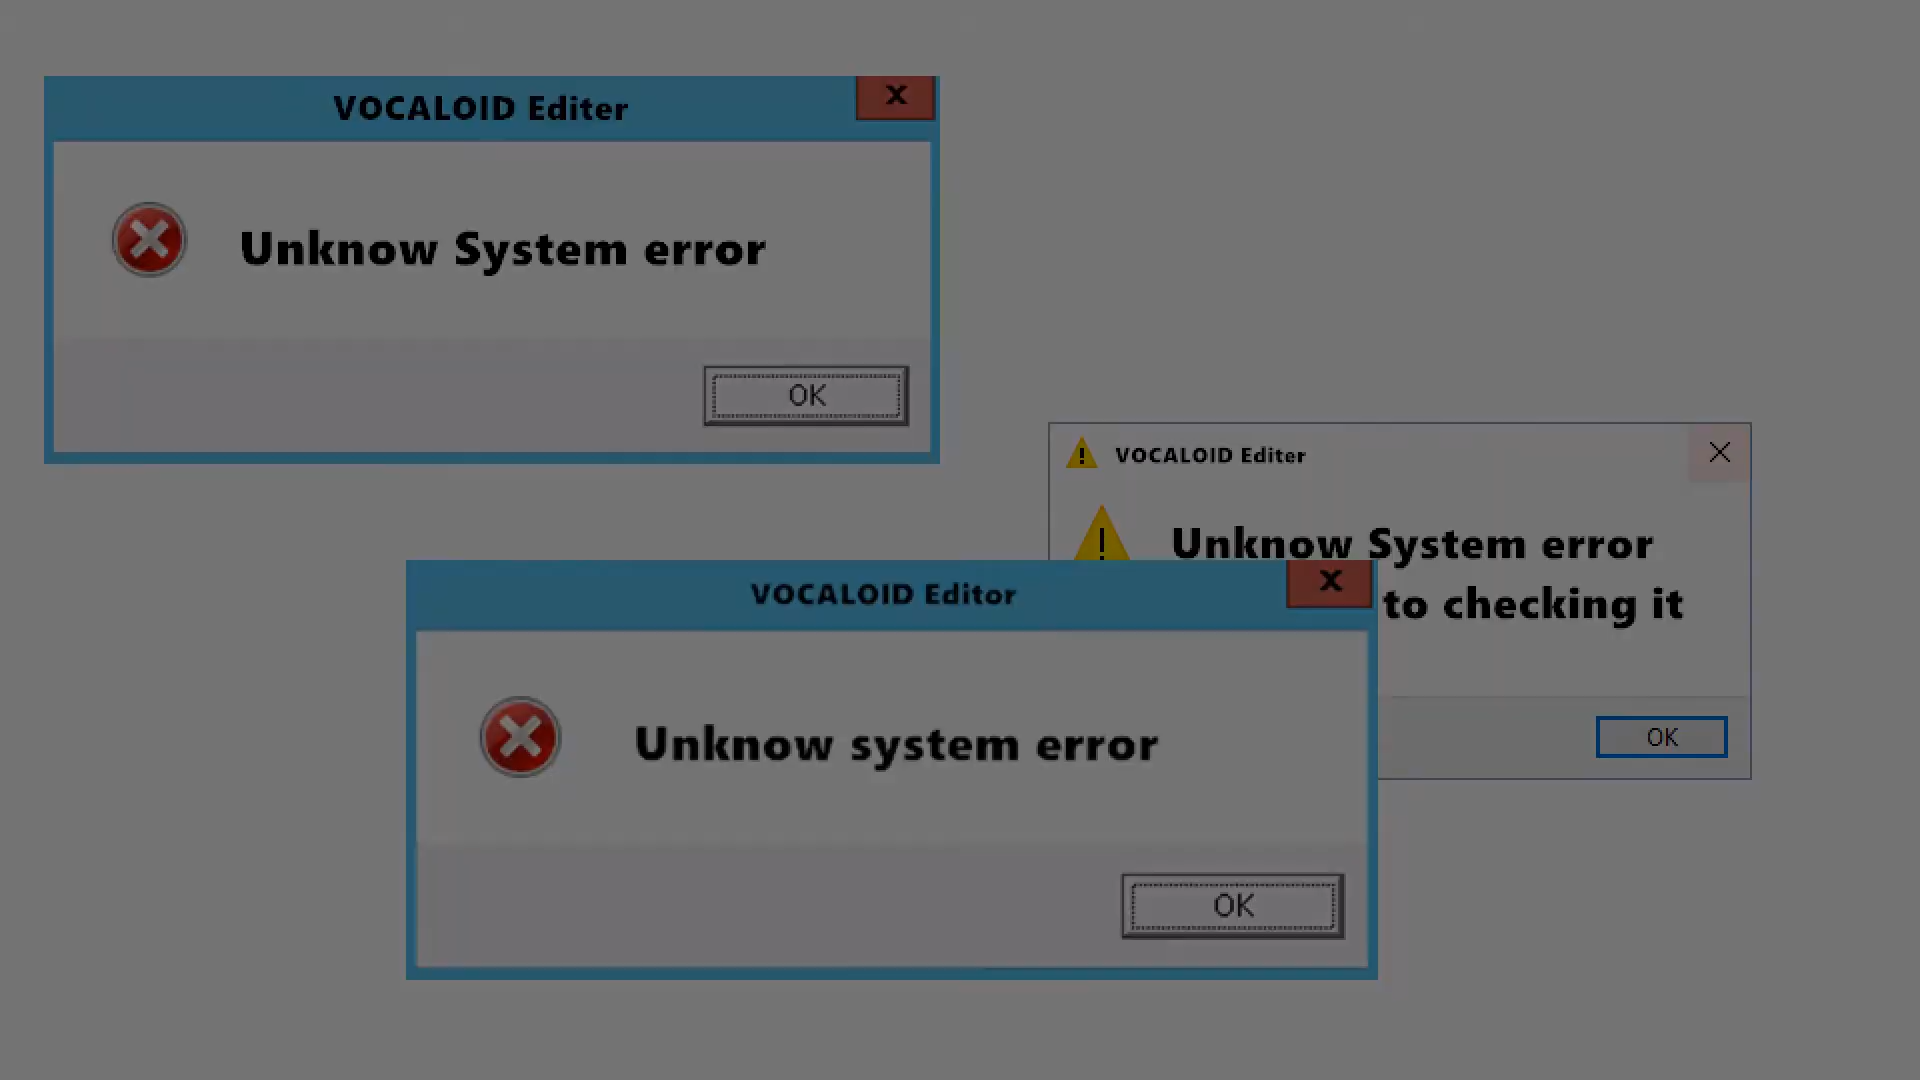 VOCALOID Editer
X
Unknow System error
OK
VOCALOID Editer
Unknow System error
to checking it
OK
VOCALOID Editor
X
Unknow system error
OK